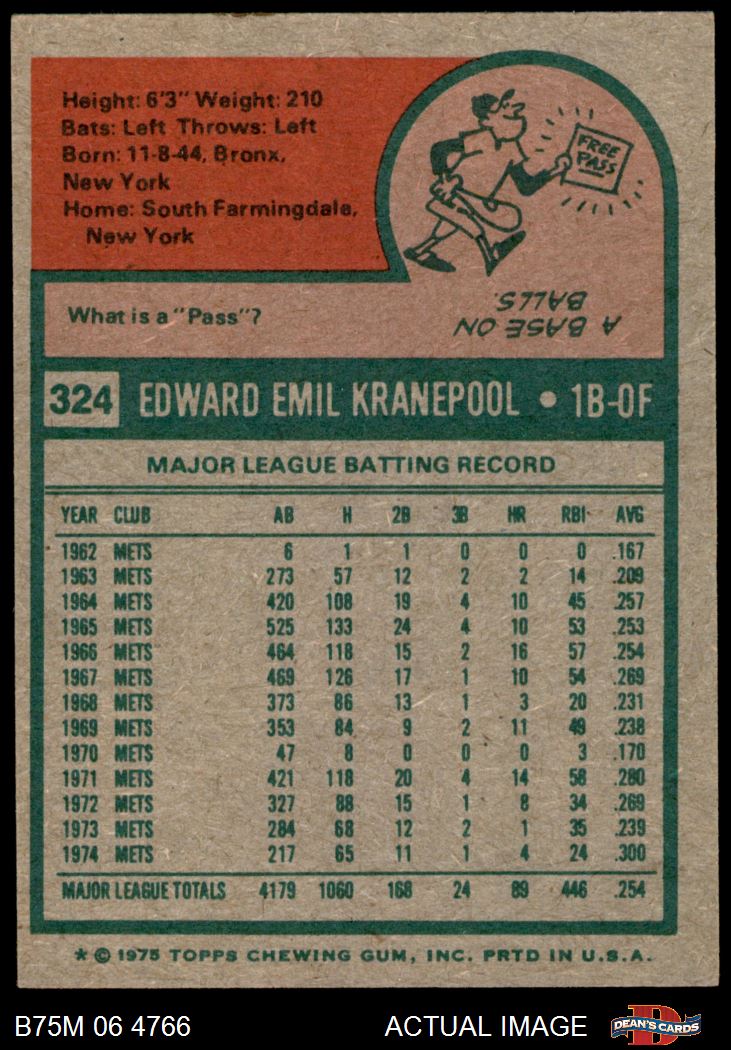 Height: 6'3" Weight: 210
Bats: Left Throws: Left
Born: 11-8-44, Bronx,
New York
Home: South Farmingdale,
New York
FREE
PASS
What is a "Pass"?
A BASE ON
BALLS.
324 EDWARD EMIL KRANEPOOL • 1B-OF
MAJOR LEAGUE BATTING RECORD
YEAR CLUB AB H 2B 3B HR RBI AVG
1962 METS 6 1 1 0 0 0 .167
1963 METS 273 57 12 2 2 14 .209
1964 METS 420 108 19 4 10 45 .257
1965 METS 525 133 24 4 10 53 .253
1966 METS 464 118 15 2 16 57 .254
1967 METS 469 126 17 1 10 54 .269
1968 METS 373 86 13 1 3 20 .231
1969 METS 353 84 9 2 11 49 .238
1970 METS 47 8 0 0 0 3 .170
1971 METS 421 118 20 4 14 58 .280
1972 METS 327 88 15 1 8 34 .269
1973 METS 284 68 12 2 1 35 .239
1974 METS 217 65 11 1 4 24 .300
MAJOR LEAGUE TOTALS 4179 1060 168 24 89 446 .254
* © 1975 TOPPS CHEWING GUM, INC. PRTD IN U.S.A.
B75M 06 4766 ACTUAL IMAGE
D
DEAN'S CARDS